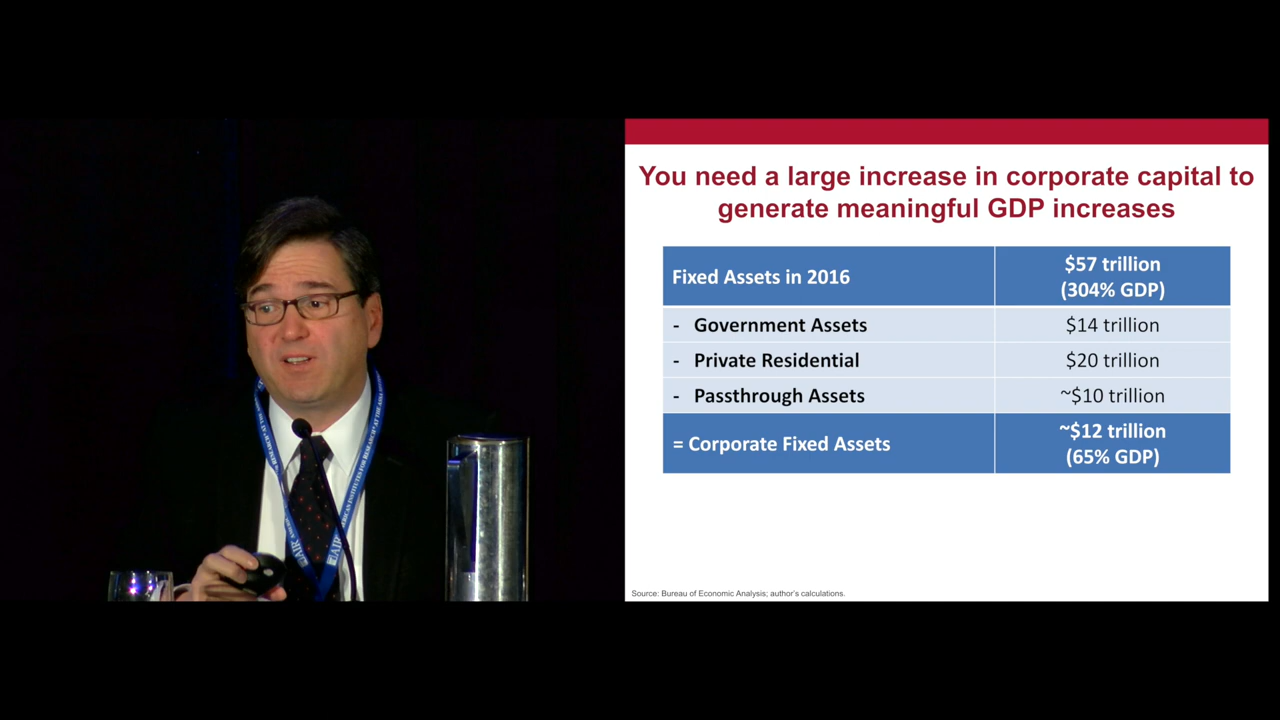 You need a large increase in corporate capital to
generate meaningful GDP increases
Fixed Assets in 2016
$57 trillion
(304% GDP)
- Government Assets
$14 trillion
- Private Residential
$20 trillion
- Passthrough Assets
~$10 trillion
= Corporate Fixed Assets
~$12 trillion
(65% GDP)
Source: Bureau of Economic Analysis; author's calculations.